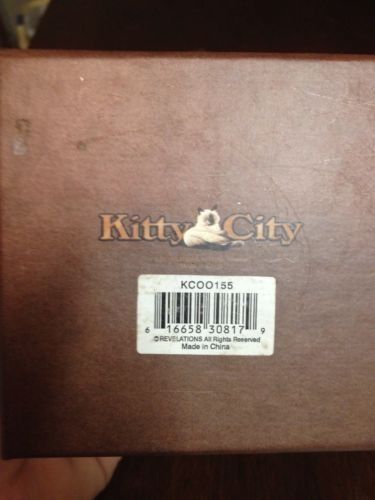 Kitty City
KCOO155
6 16658 30817 9
© REVELATIONS All Rights Reserved
Made in China